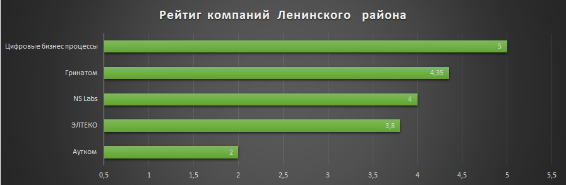 Рейтиг компаний Ленинского района
Цифровые бизнес процессы
5
Гринатом
4,35
NS Labs
4
ЭЛТЕКО
3,8
Аутком
2
0,5 1 1,5 2 2,5 3 3,5 4 4,5 5 5,5